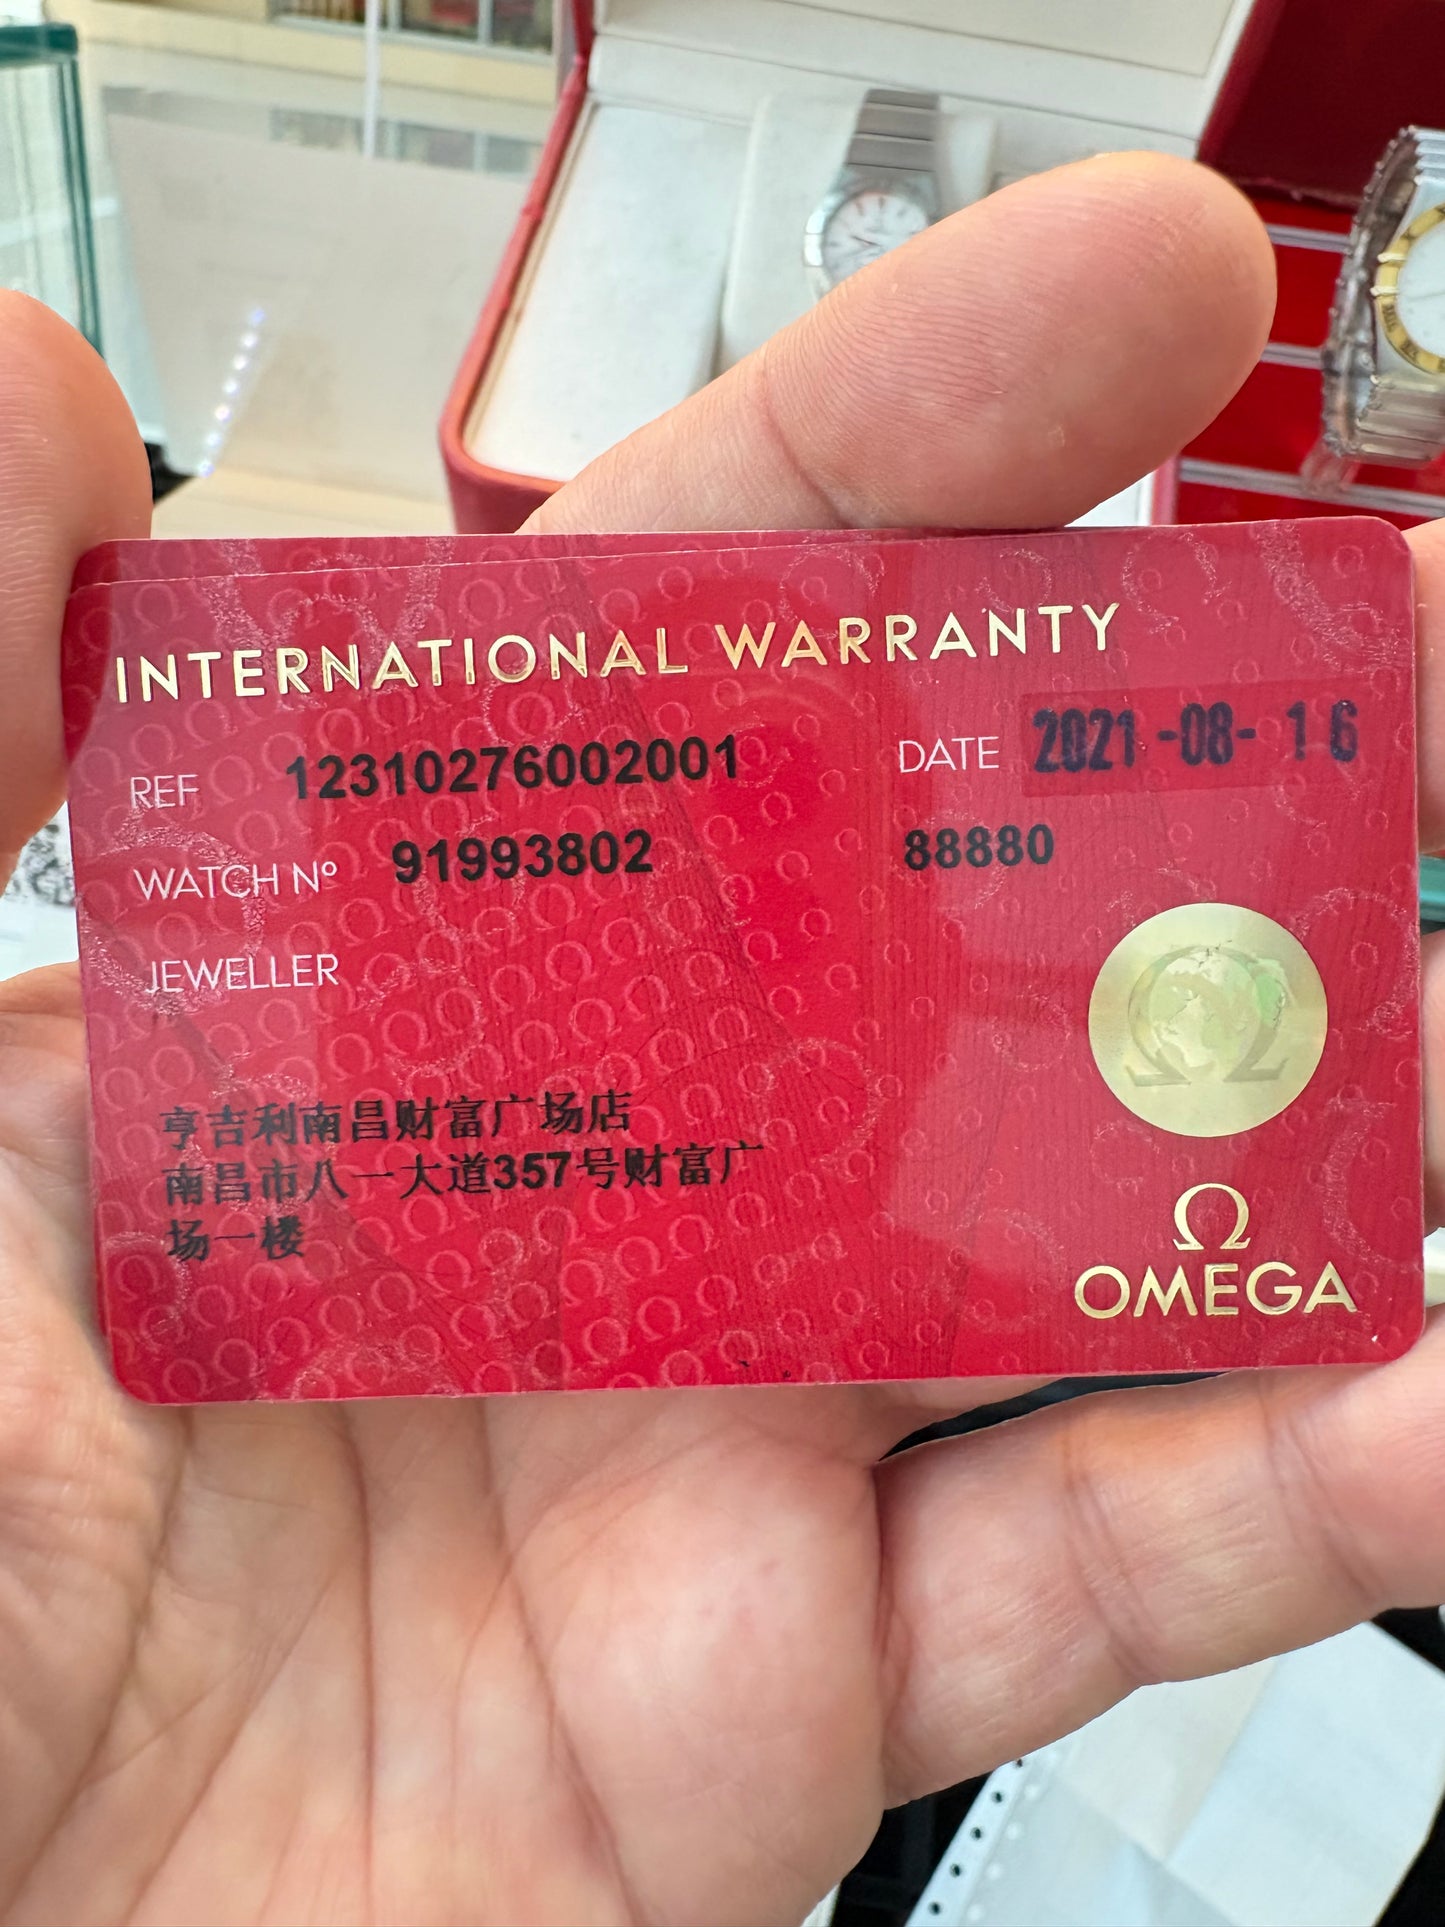 INTERNATIONAL WARRANTY
REF 12310276002001 DATE 2021-08-16
WATCH Nº 91993802 88880
JEWELLER
亨吉利南昌财富广场店
南昌市八一大道357号财富广
场一楼
Ω
OMEGA